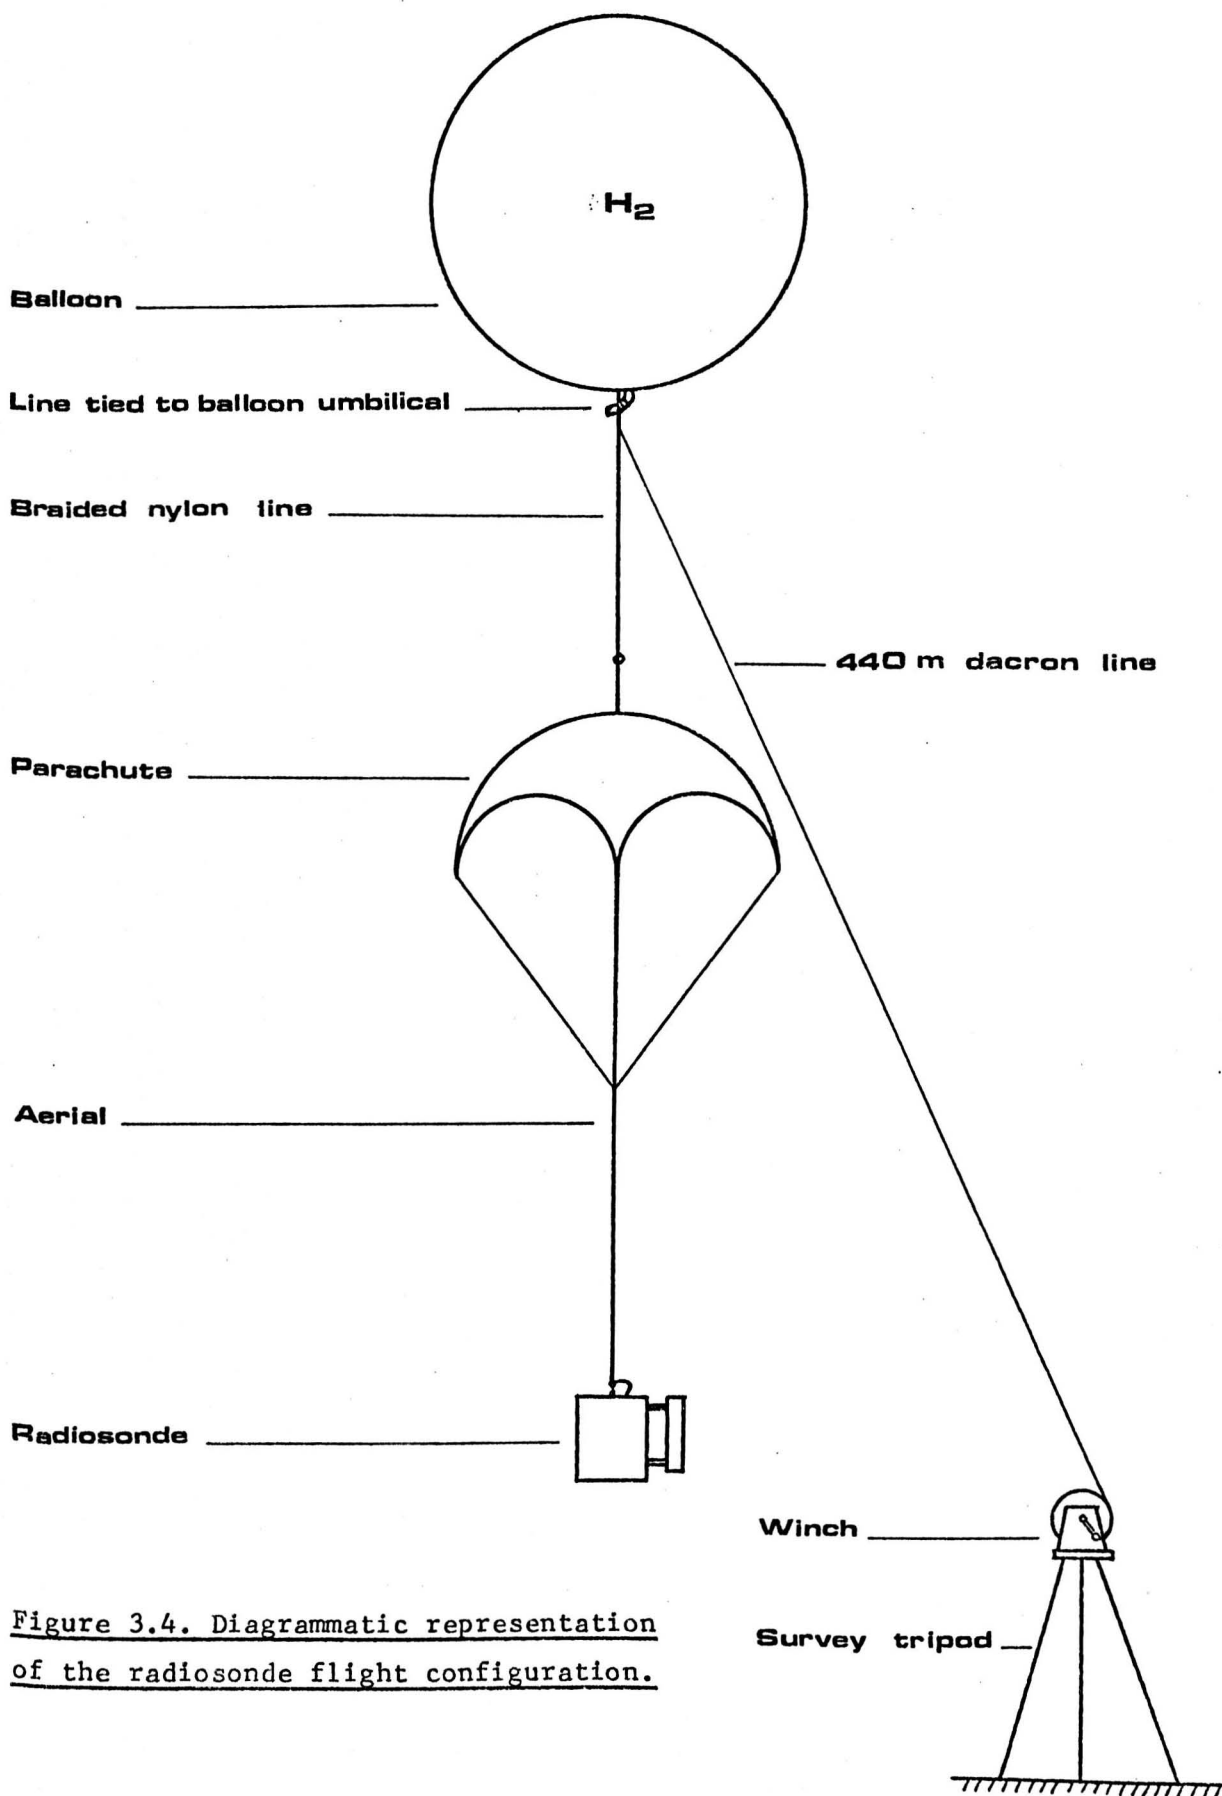 H2
Balloon
Line tied to balloon umbilical
Braided nylon line
440 m dacron line
Parachute
Aerial
Radiosonde
Winch
Survey tripod
Figure 3.4. Diagrammatic representation
of the radiosonde flight configuration.